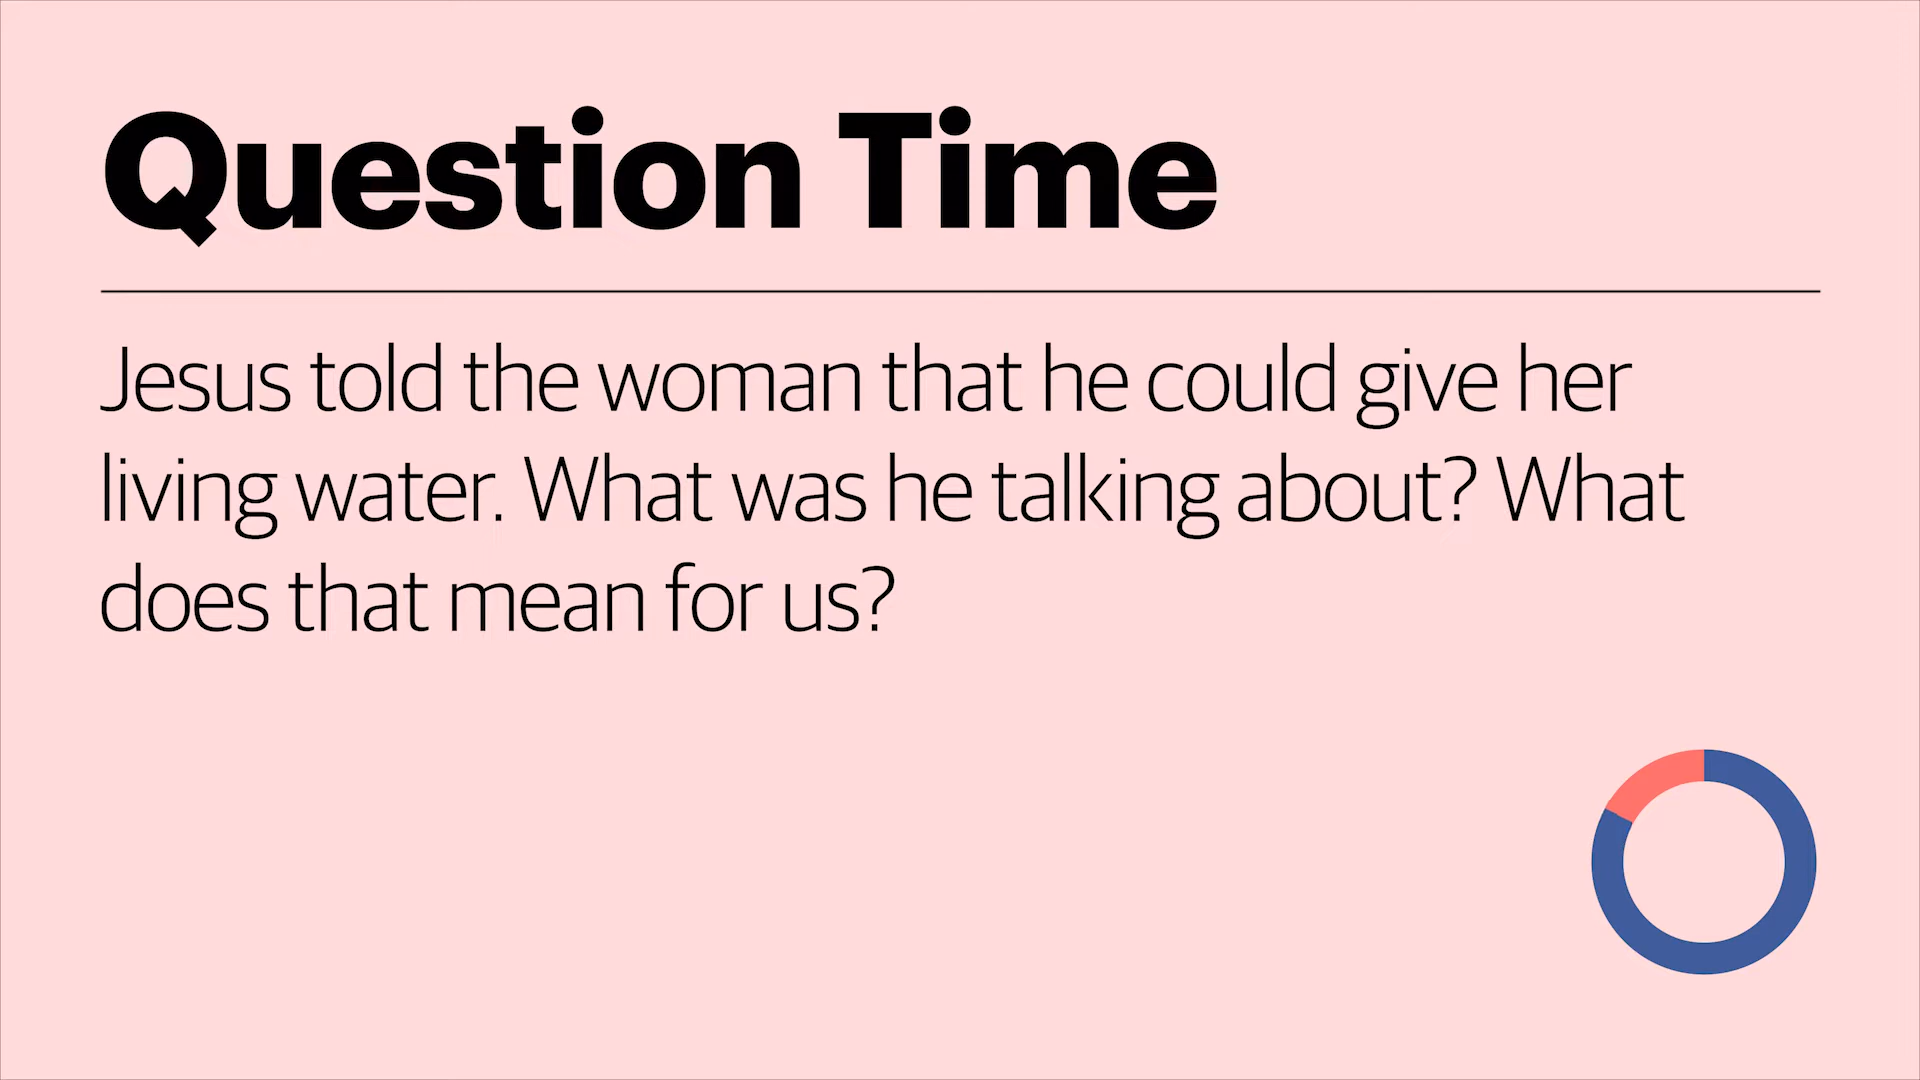 Question Time
Jesus told the woman that he could give her
living water. What was he talking about? What
does that mean for us?